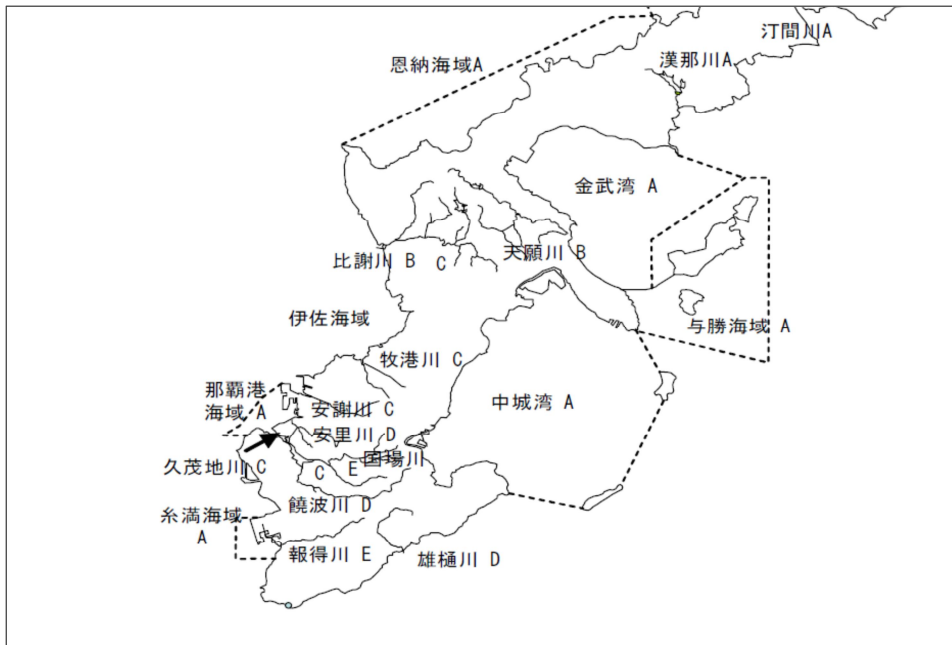 汀間川A
漢那川A
恩納海域A
金武湾 A
天願川 B
比謝川 B C
伊佐海域
与勝海域 A
牧港川 C
那覇港
海域 A
安謝川 C
中城湾 A
安里川 D
国場川
C E
久茂地川 C
饒波川 D
糸満海域
A
報得川 E
雄樋川 D